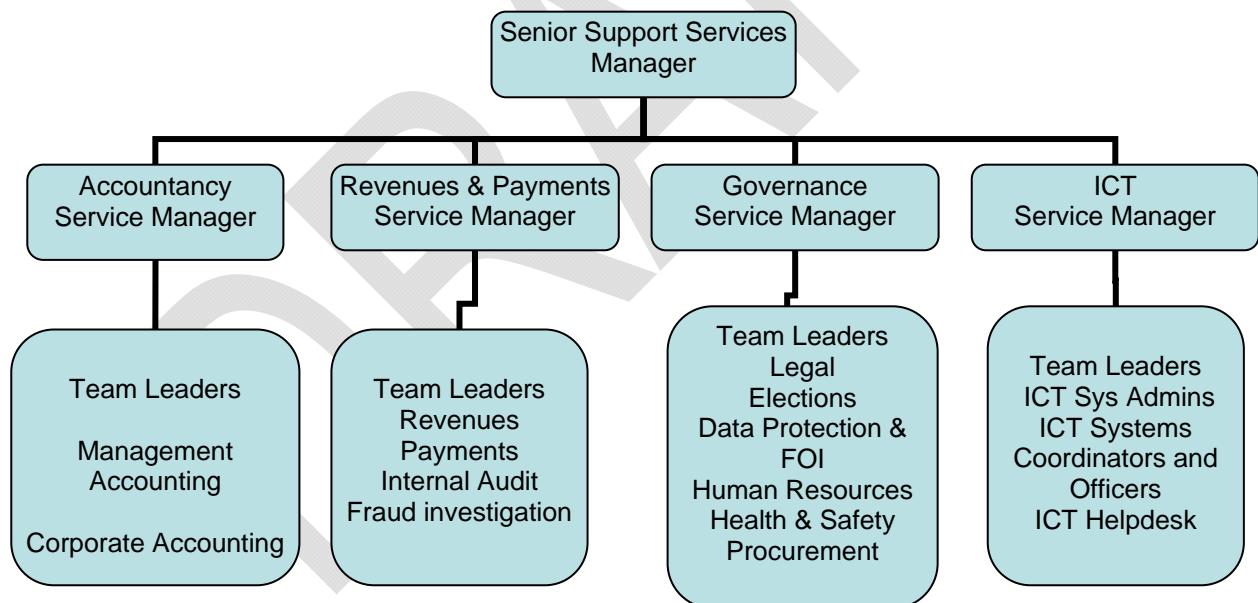 Senior Support Services
Manager
Accountancy
Service Manager
Revenues & Payments
Service Manager
Governance
Service Manager
ICT
Service Manager
Team Leaders
Management
Accounting
Corporate Accounting
Team Leaders
Revenues
Payments
Internal Audit
Fraud investigation
Team Leaders
Legal
Elections
Data Protection &
FOI
Human Resources
Health & Safety
Procurement
Team Leaders
ICT Sys Admins
ICT Systems
Coordinators and
Officers
ICT Helpdesk